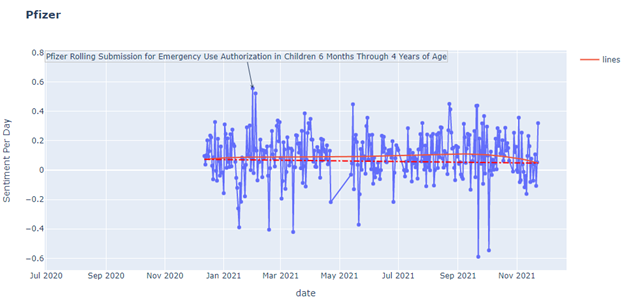 Pfizer
0.8
Pfizer Rolling Submission for Emergency Use Authorization in Children 6 Months Through 4 Years of Age
lines
0.6
0.4
0.2
0
−0.2
−0.4
−0.6
Sentiment Per Day
Jul 2020 Sep 2020 Nov 2020 Jan 2021 Mar 2021 May 2021 Jul 2021 Sep 2021 Nov 2021
date